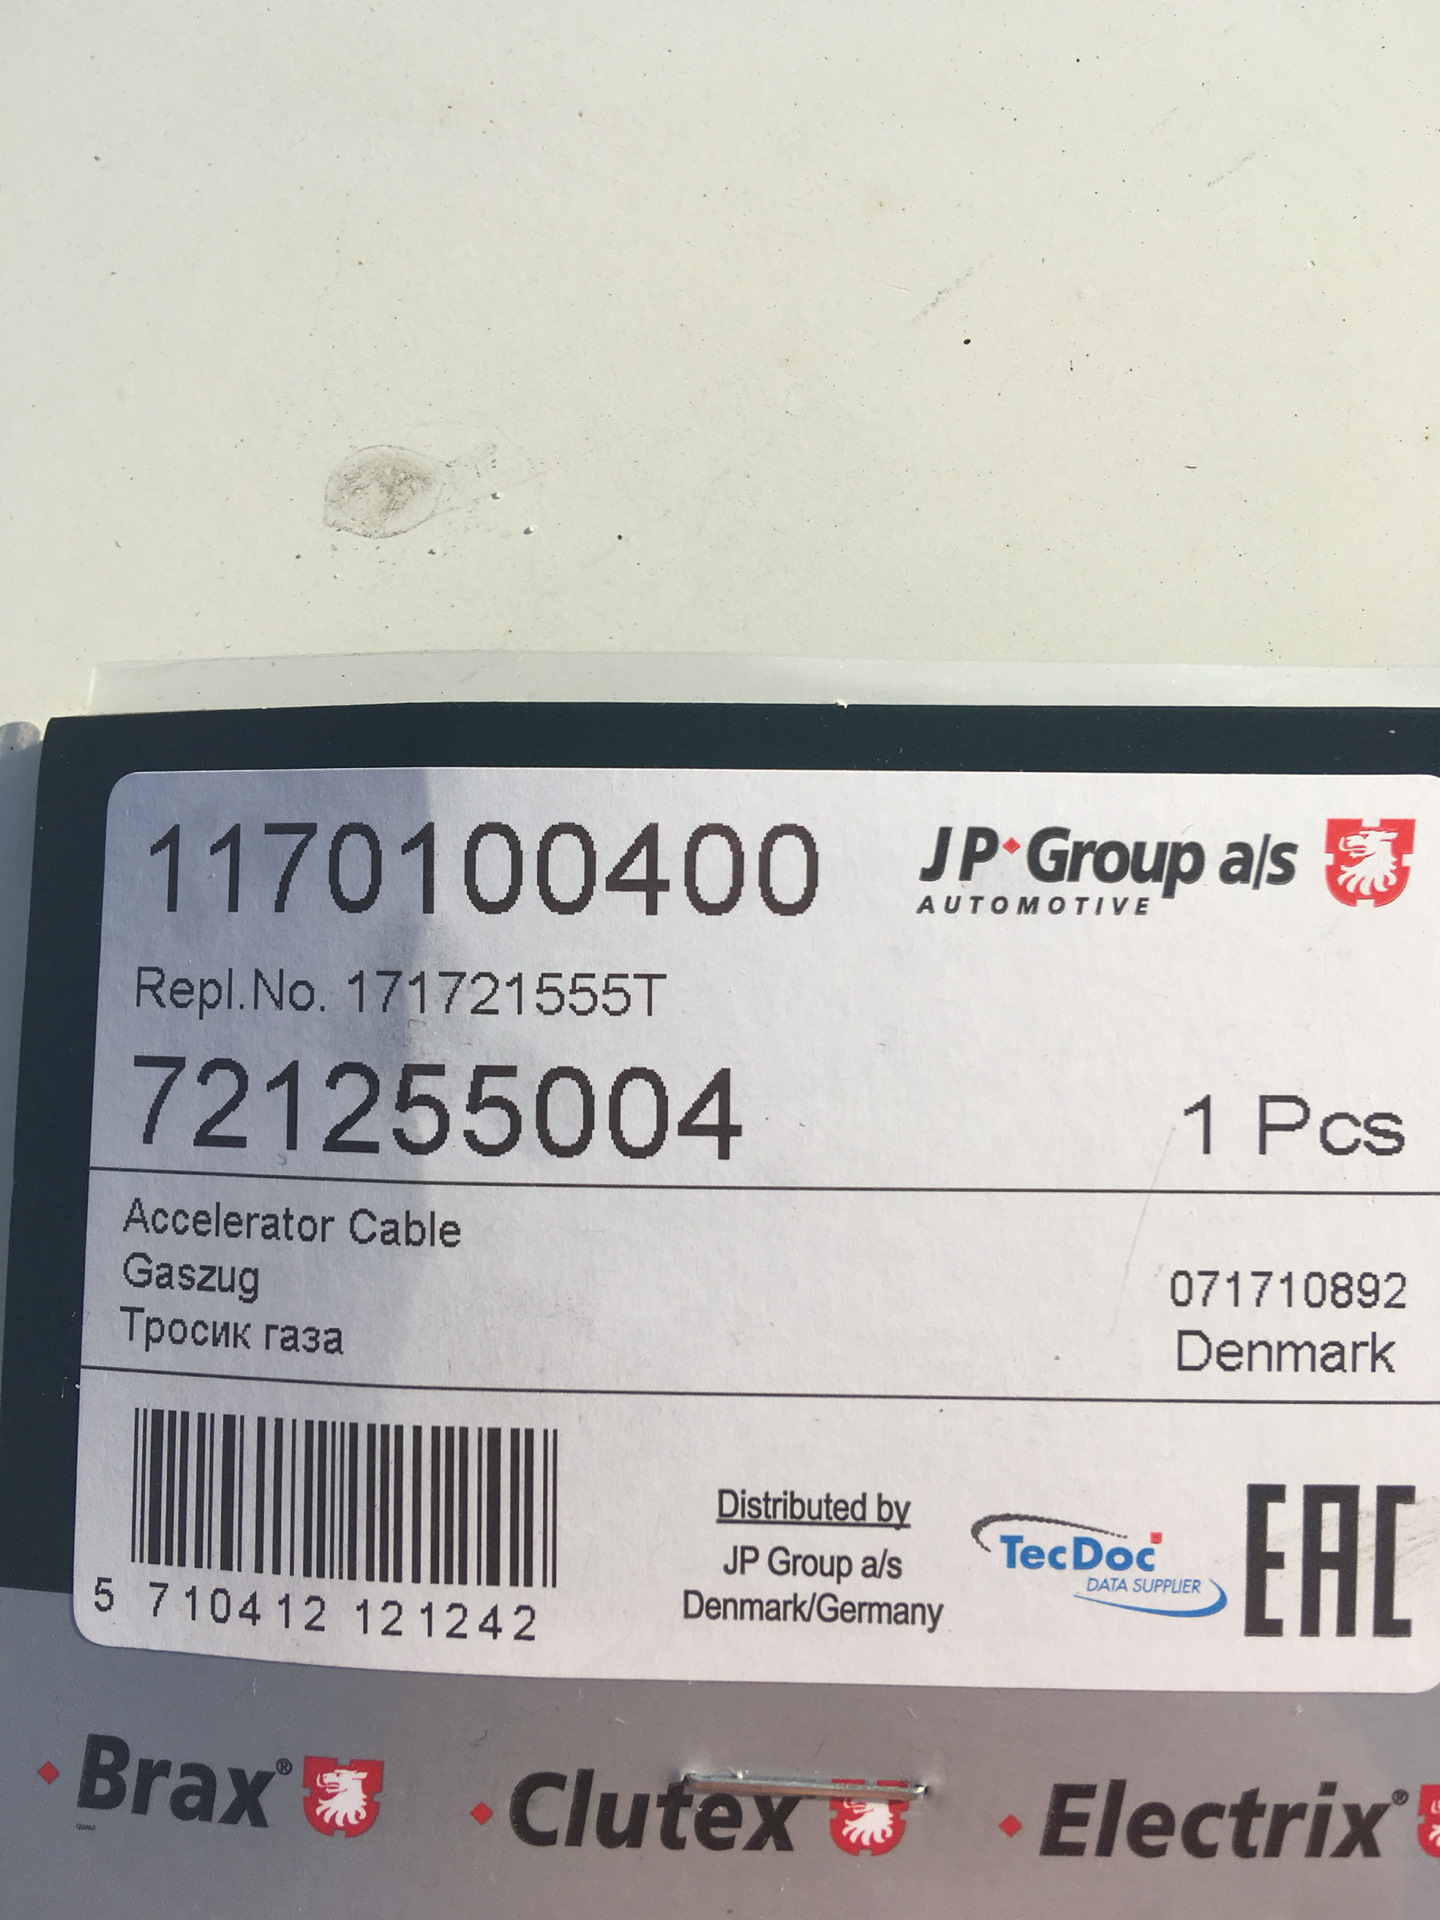 1170100400
JP Group a/s
AUTOMOTIVE
Repl.No. 171721555T
721255004
1 Pcs
Accelerator Cable
Gaszug
Тросик газа
071710892
Denmark
5 710412 121242
Distributed by
JP Group a/s
Denmark/Germany
TecDoc
DATA SUPPLIER
EAC
Brax®
Clutex
Electrix®